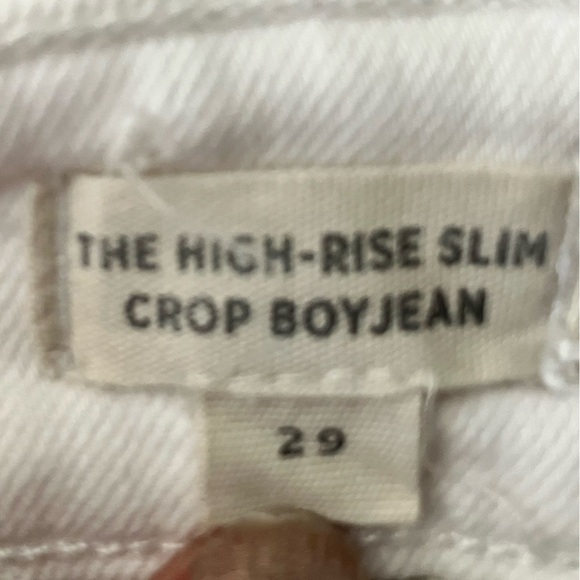 THE HIGH-RISE SLIM
CROP BOYJEAN
29